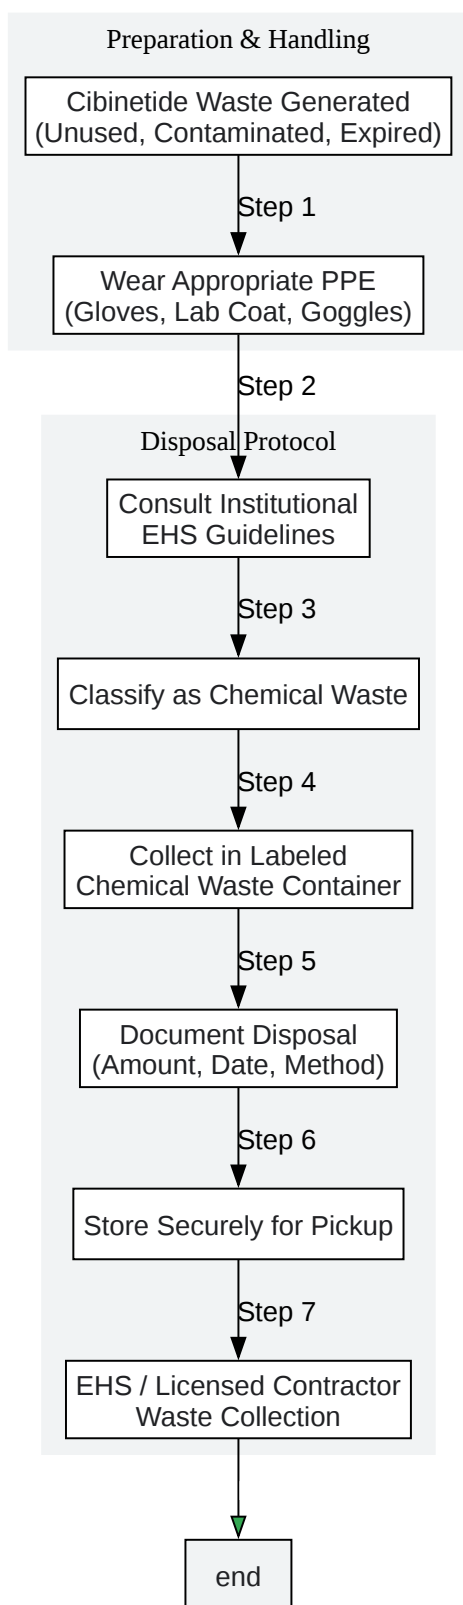 Preparation & Handling
Cibinetide Waste Generated
(Unused, Contaminated, Expired)
Step 1
Wear Appropriate PPE
(Gloves, Lab Coat, Goggles)
Step 2
Disposal Protocol
Consult Institutional
EHS Guidelines
Step 3
Classify as Chemical Waste
Step 4
Collect in Labeled
Chemical Waste Container
Step 5
Document Disposal
(Amount, Date, Method)
Step 6
Store Securely for Pickup
Step 7
EHS / Licensed Contractor
Waste Collection
end